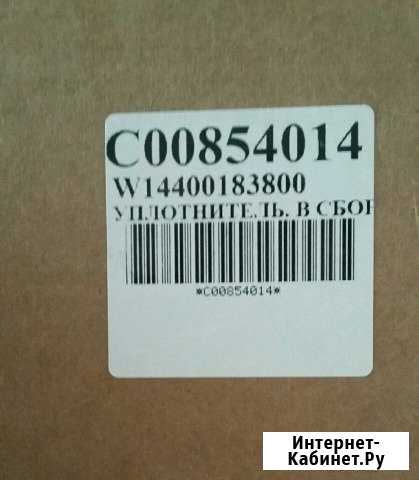 C00854014
W14400183800
УПЛОТНИТЕЛЬ. В СБОР
*C00854014*
Интернет-
Кабинет.Ру